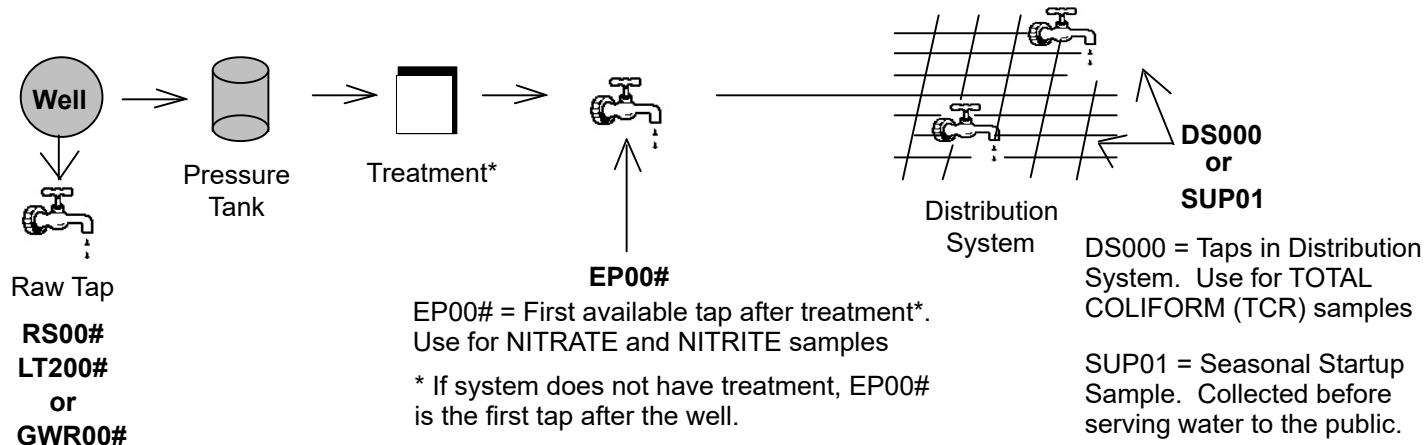 Well
Pressure
Tank
Treatment*
Raw Tap
RS00#
LT200#
or
GWR00#
EP00#
EP00# = First available tap after treatment*.
Use for NITRATE and NITRITE samples
* If system does not have treatment, EP00#
is the first tap after the well.
Distribution
System
DS000
or
SUP01
DS000 = Taps in Distribution
System. Use for TOTAL
COLIFORM (TCR) samples
SUP01 = Seasonal Startup
Sample. Collected before
serving water to the public.